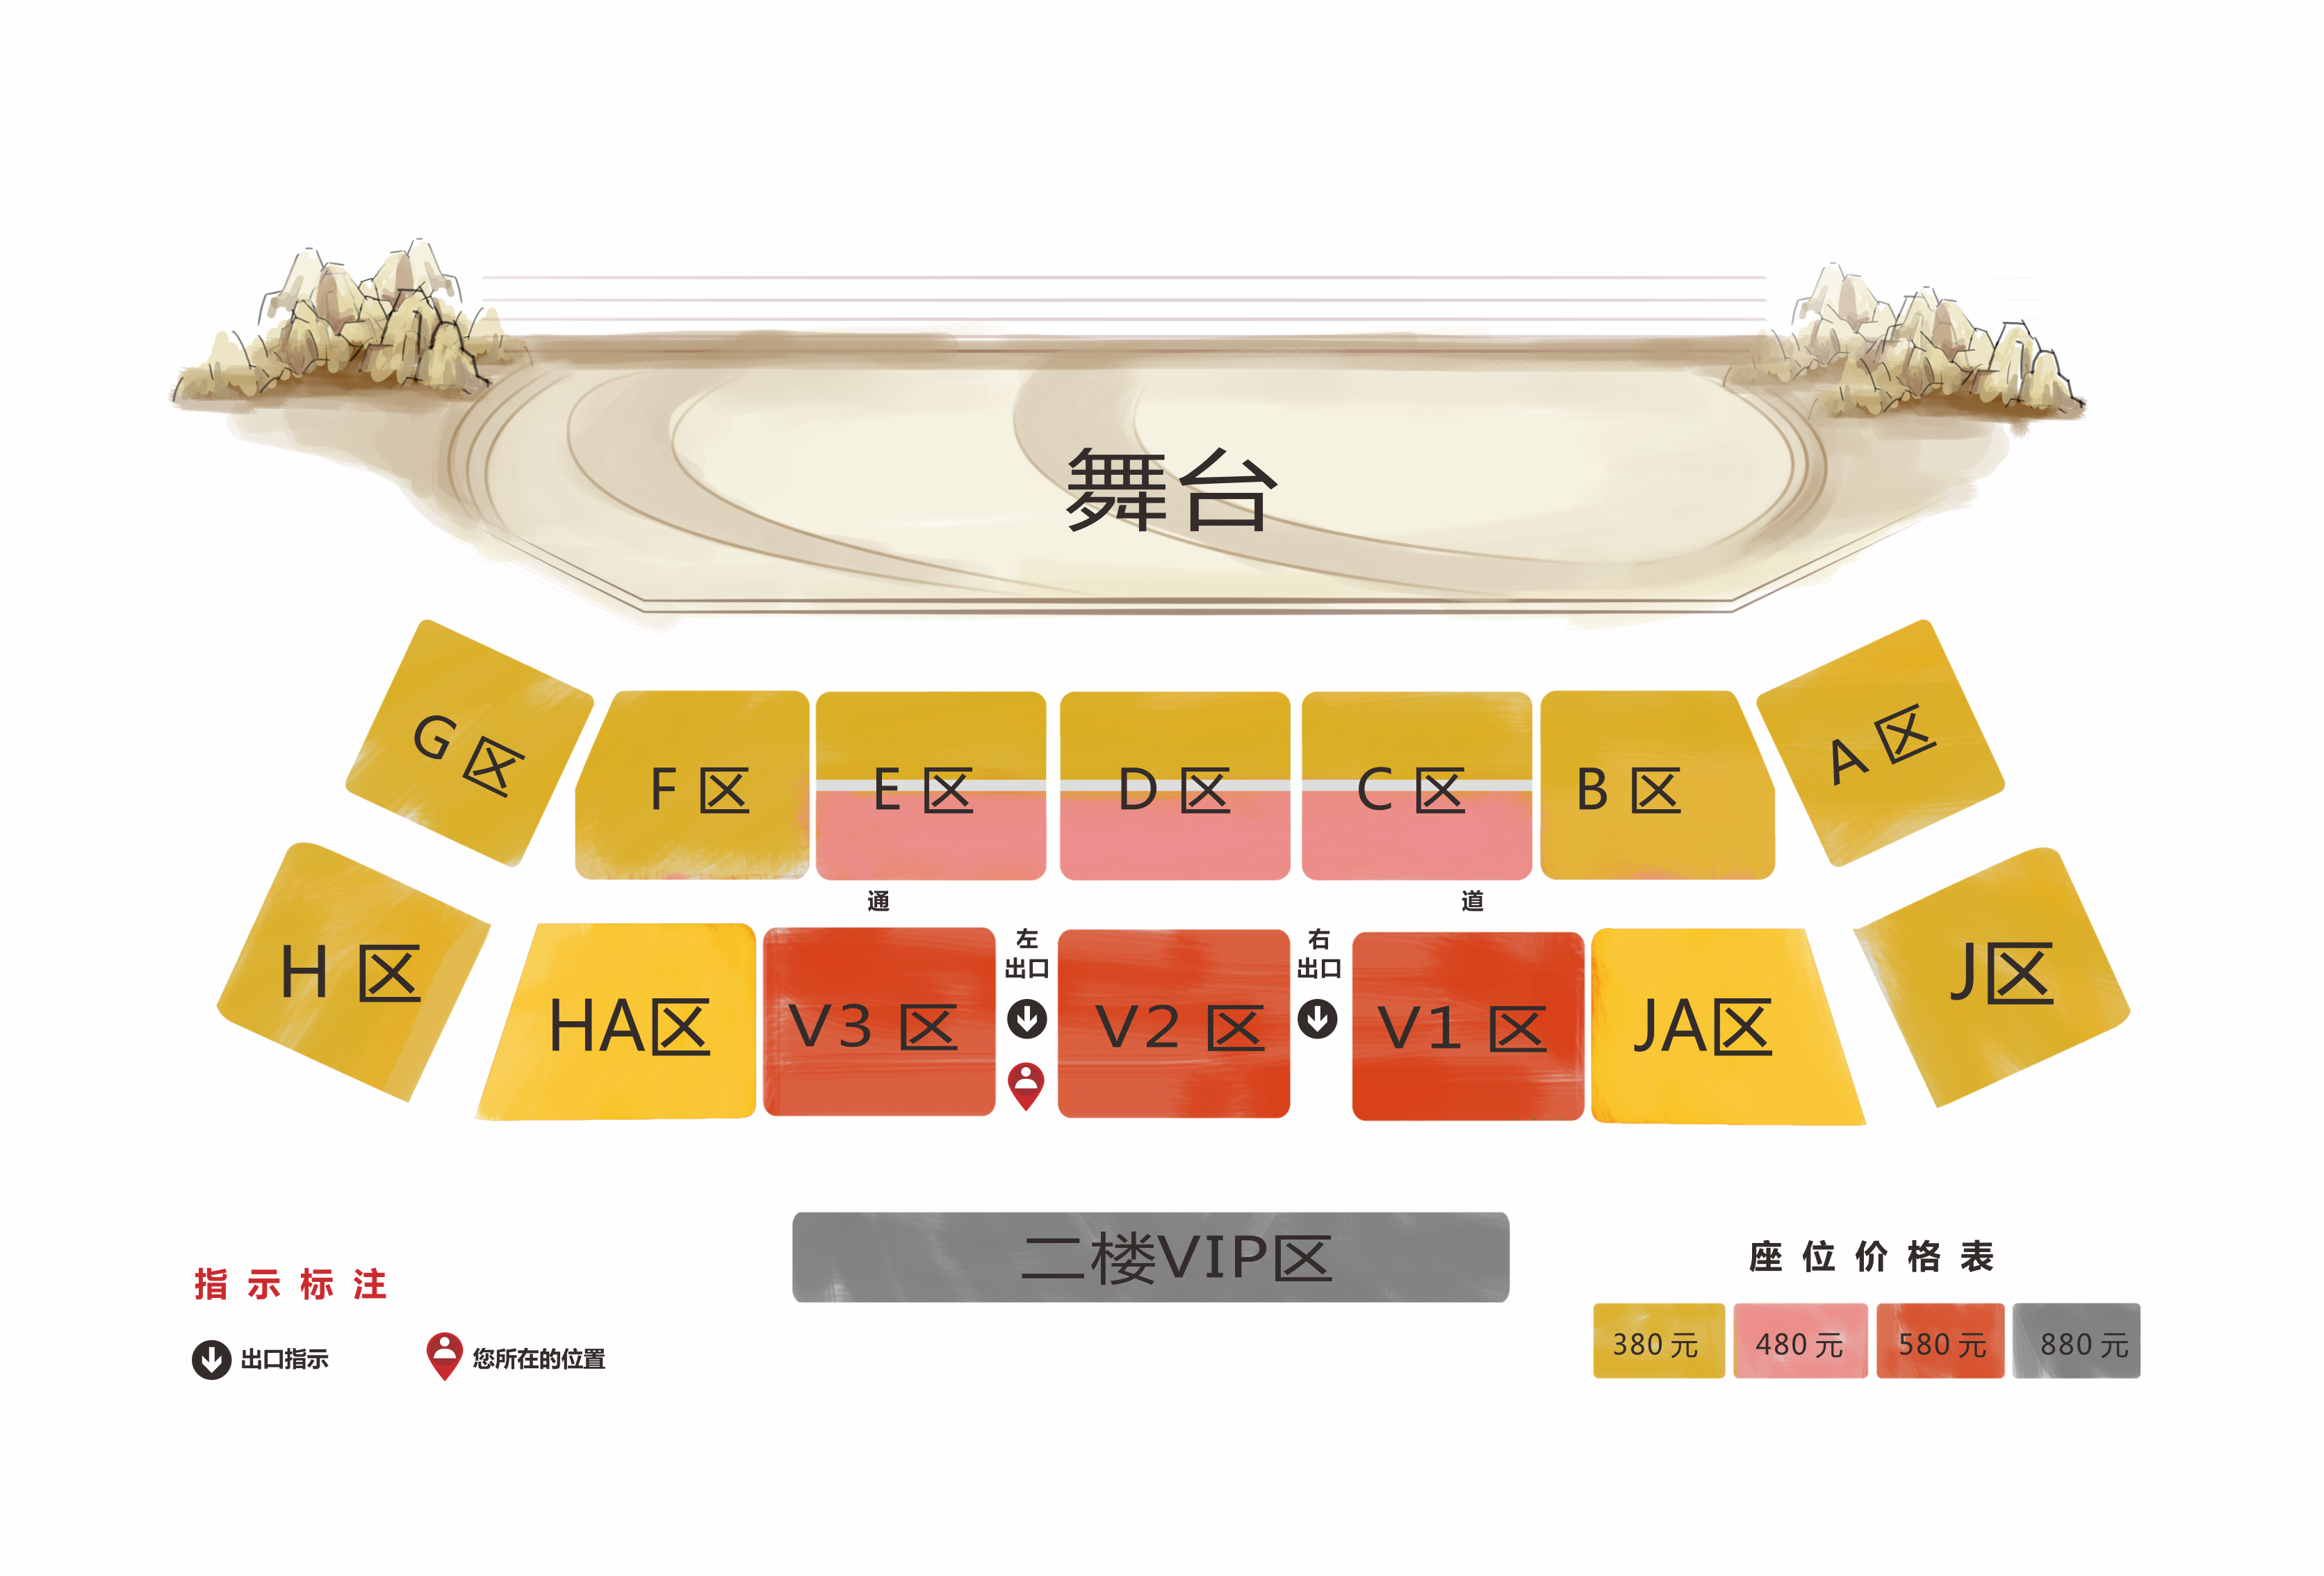 舞台
G 区
F 区
E 区
D 区
C 区
B 区
A 区
通
道
H 区
HA区
V3 区
左
出口
V2 区
右
出口
V1 区
JA区
J区
二楼VIP区
指示标注
出口指示
您所在的位置
座位价格表
380 元
480 元
580 元
880 元